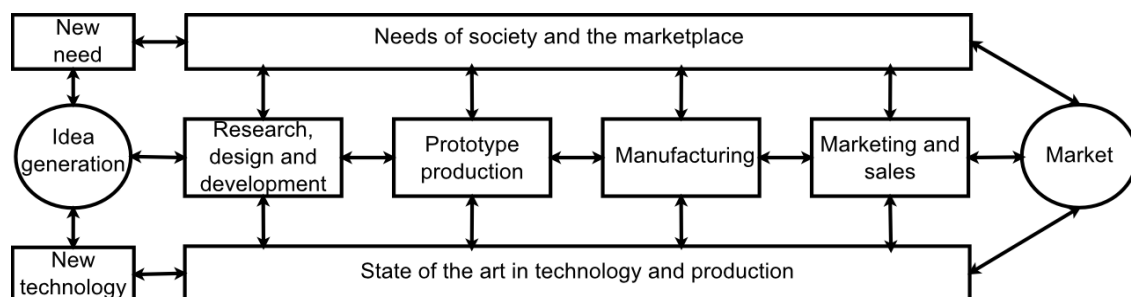 New
need
Needs of society and the marketplace
Idea
generation
Research,
design and
development
Prototype
production
Manufacturing
Marketing and
sales
Market
New
technology
State of the art in technology and production